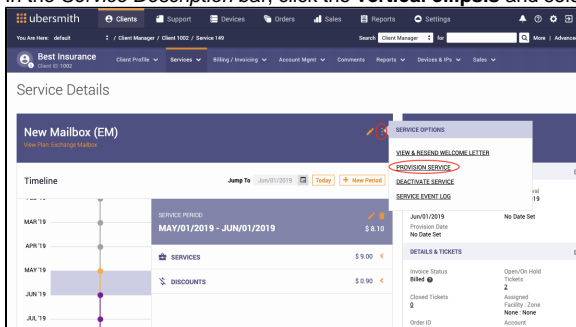 In the Service Description bar, click the vertical ellipsis and sele
ubersmith Clients Support Devices Orders Sales Reports Settings
You Are Here: default / Client Manager / Client 1002 / Service 149 Search Client Manager for More | Advance
Best Insurance Client Profile Services Billing / Invoicing Account Mgmt Comments Reports Devices & IPs Sales
Client ID: 1002
Service Details
New Mailbox (EM)
View Plan: Exchange Mailbox
SERVICE OPTIONS
VIEW & RESEND WELCOME LETTER
PROVISION SERVICE
DEACTIVATE SERVICE
SERVICE EVENT LOG
Timeline Jump To Jun/01/2019 Today + New Period
MAR '19
APR '19
MAY '19
JUN '19
JUL '19
SERVICE PERIOD
MAY/01/2019 - JUN/01/2019 $ 8.10
SERVICES $ 9.00
DISCOUNTS $ 0.90
Jun/01/2019 No Date Set
Provision Date
No Date Set
DETAILS & TICKETS
Invoice Status Open/On Hold
Billed Tickets
2
Closed Tickets Assigned
0 Facility : Zone
None : None
Order ID Account